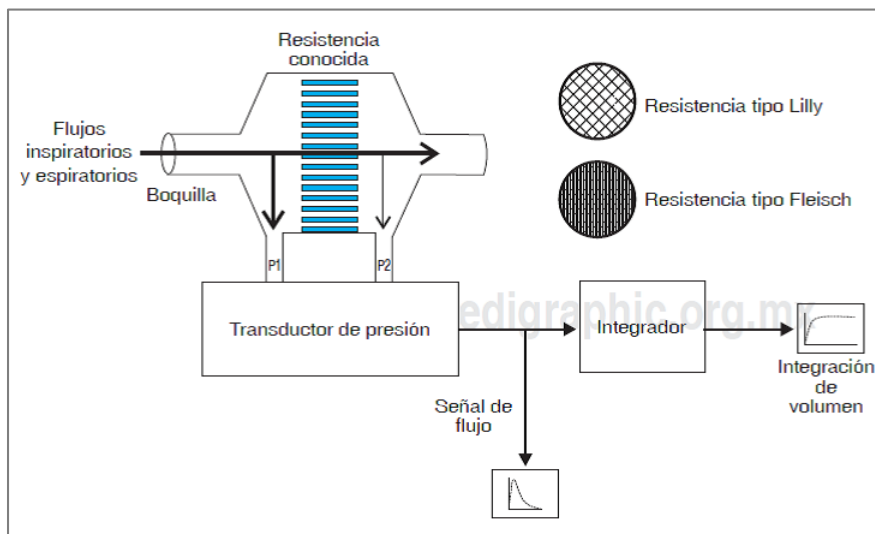 Resistencia
conocida
Flujos
inspiratorios
y espiratorios
Boquilla
Resistencia tipo Lilly
Resistencia tipo Fleisch
P1
P2
Transductor de presión
edigraphic.org.mx
Integrador
Integración
de
volumen
Señal de
flujo